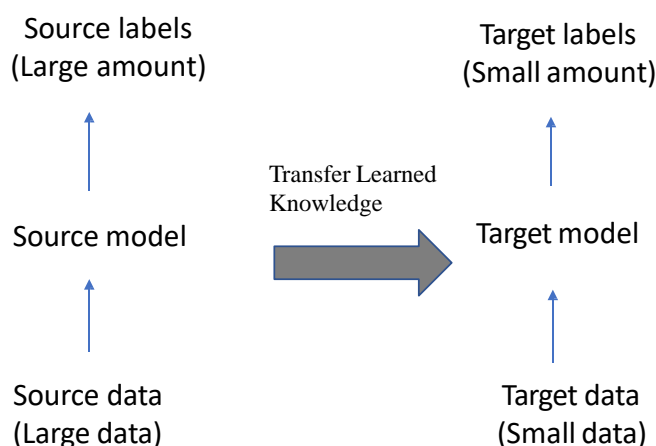 Source labels
(Large amount)
Target labels
(Small amount)
Transfer Learned
Knowledge
Source model
Target model
Source data
(Large data)
Target data
(Small data)